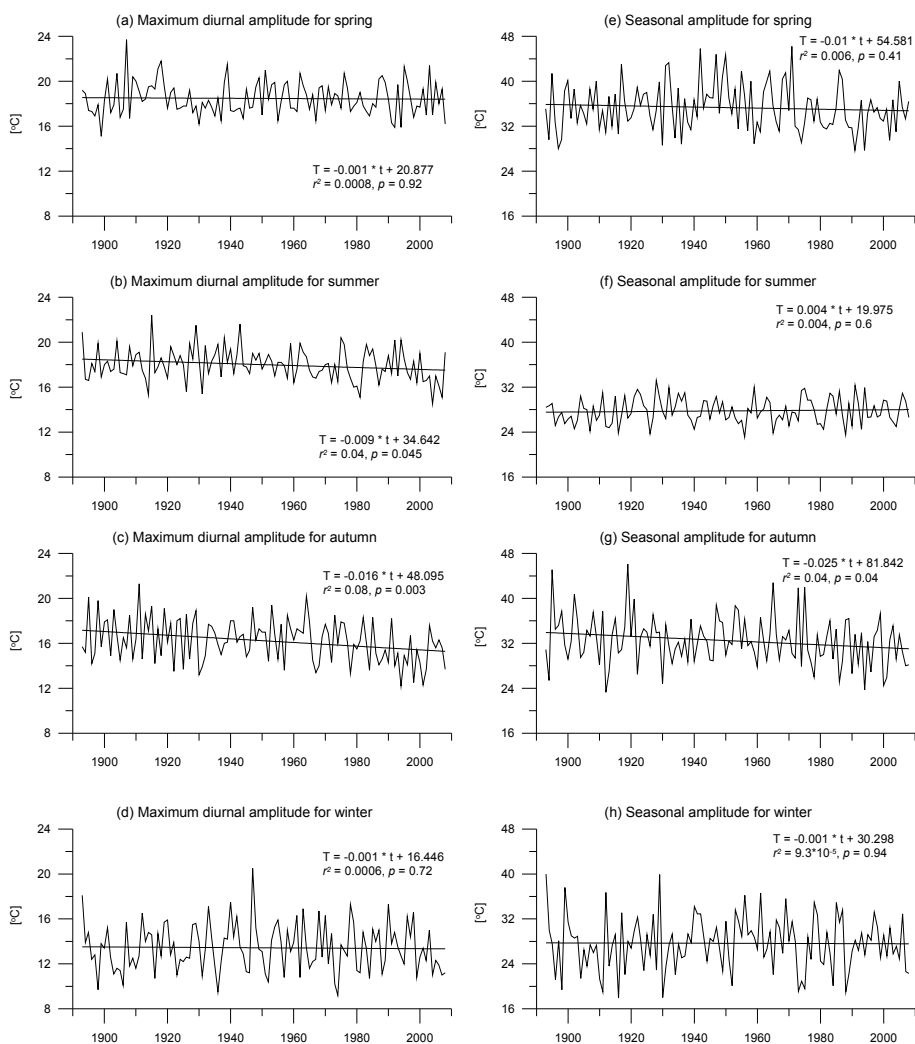 (a) Maximum diurnal amplitude for spring
24
20
16
12
8
[ºC]
T = -0.001 * t + 20.877
r² = 0.0008, p = 0.92
1900 1920 1940 1960 1980 2000
(e) Seasonal amplitude for spring
48
40
32
24
16
[ºC]
T = -0.01 * t + 54.581
r² = 0.006, p = 0.41
1900 1920 1940 1960 1980 2000
(b) Maximum diurnal amplitude for summer
24
20
16
12
8
[ºC]
T = -0.009 * t + 34.642
r² = 0.04, p = 0.045
1900 1920 1940 1960 1980 2000
(f) Seasonal amplitude for summer
48
40
32
24
16
[ºC]
T = 0.004 * t + 19.975
r² = 0.004, p = 0.6
1900 1920 1940 1960 1980 2000
(c) Maximum diurnal amplitude for autumn
24
20
16
12
8
[ºC]
T = -0.016 * t + 48.095
r² = 0.08, p = 0.003
1900 1920 1940 1960 1980 2000
(g) Seasonal amplitude for autumn
48
40
32
24
16
[ºC]
T = -0.025 * t + 81.842
r² = 0.04, p = 0.04
1900 1920 1940 1960 1980 2000
(d) Maximum diurnal amplitude for winter
24
20
16
12
8
[ºC]
T = -0.001 * t + 16.446
r² = 0.0006, p = 0.72
1900 1920 1940 1960 1980 2000
(h) Seasonal amplitude for winter
48
40
32
24
16
[ºC]
T = -0.001 * t + 30.298
r² = 9.3*10⁻⁵, p = 0.94
1900 1920 1940 1960 1980 2000